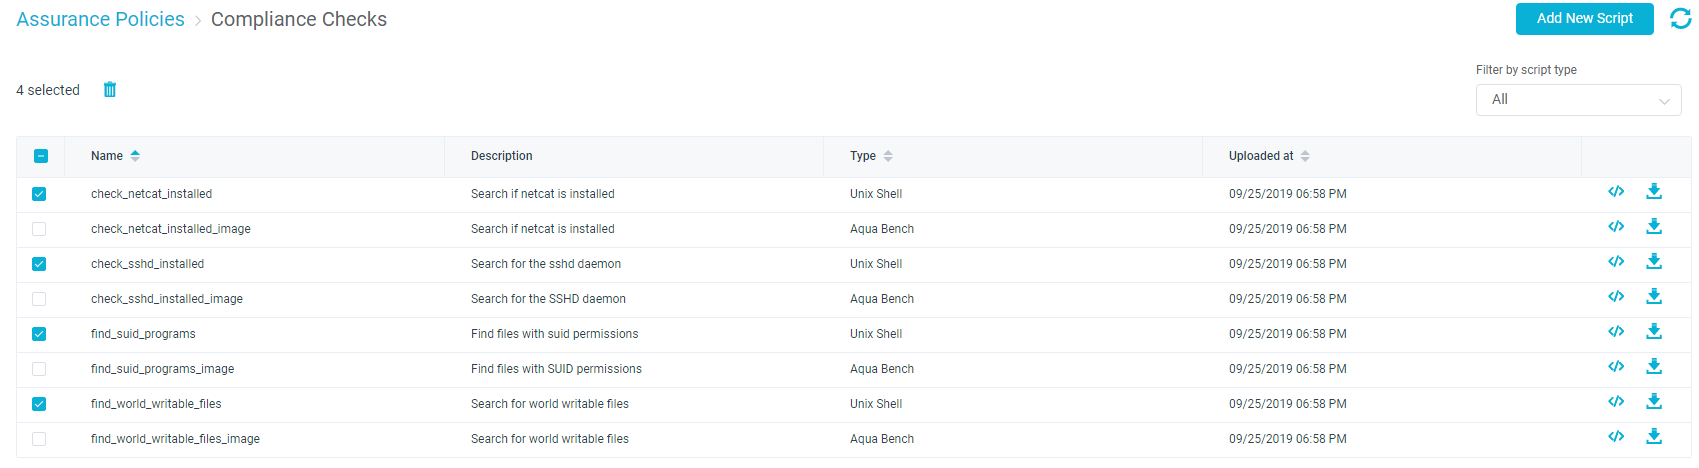 Assurance Policies > Compliance Checks
Add New Script
4 selected
Filter by script type
All
Name Description Type Uploaded at
check_netcat_installed Search if netcat is installed Unix Shell 09/25/2019 06:58 PM
check_netcat_installed_image Search if netcat is installed Aqua Bench 09/25/2019 06:58 PM
check_sshd_installed Search for the sshd daemon Unix Shell 09/25/2019 06:58 PM
check_sshd_installed_image Search for the SSHD daemon Aqua Bench 09/25/2019 06:58 PM
find_suid_programs Find files with suid permissions Unix Shell 09/25/2019 06:58 PM
find_suid_programs_image Find files with SUID permissions Aqua Bench 09/25/2019 06:58 PM
find_world_writable_files Search for world writable files Unix Shell 09/25/2019 06:58 PM
find_world_writable_files_image Search for world writable files Aqua Bench 09/25/2019 06:58 PM